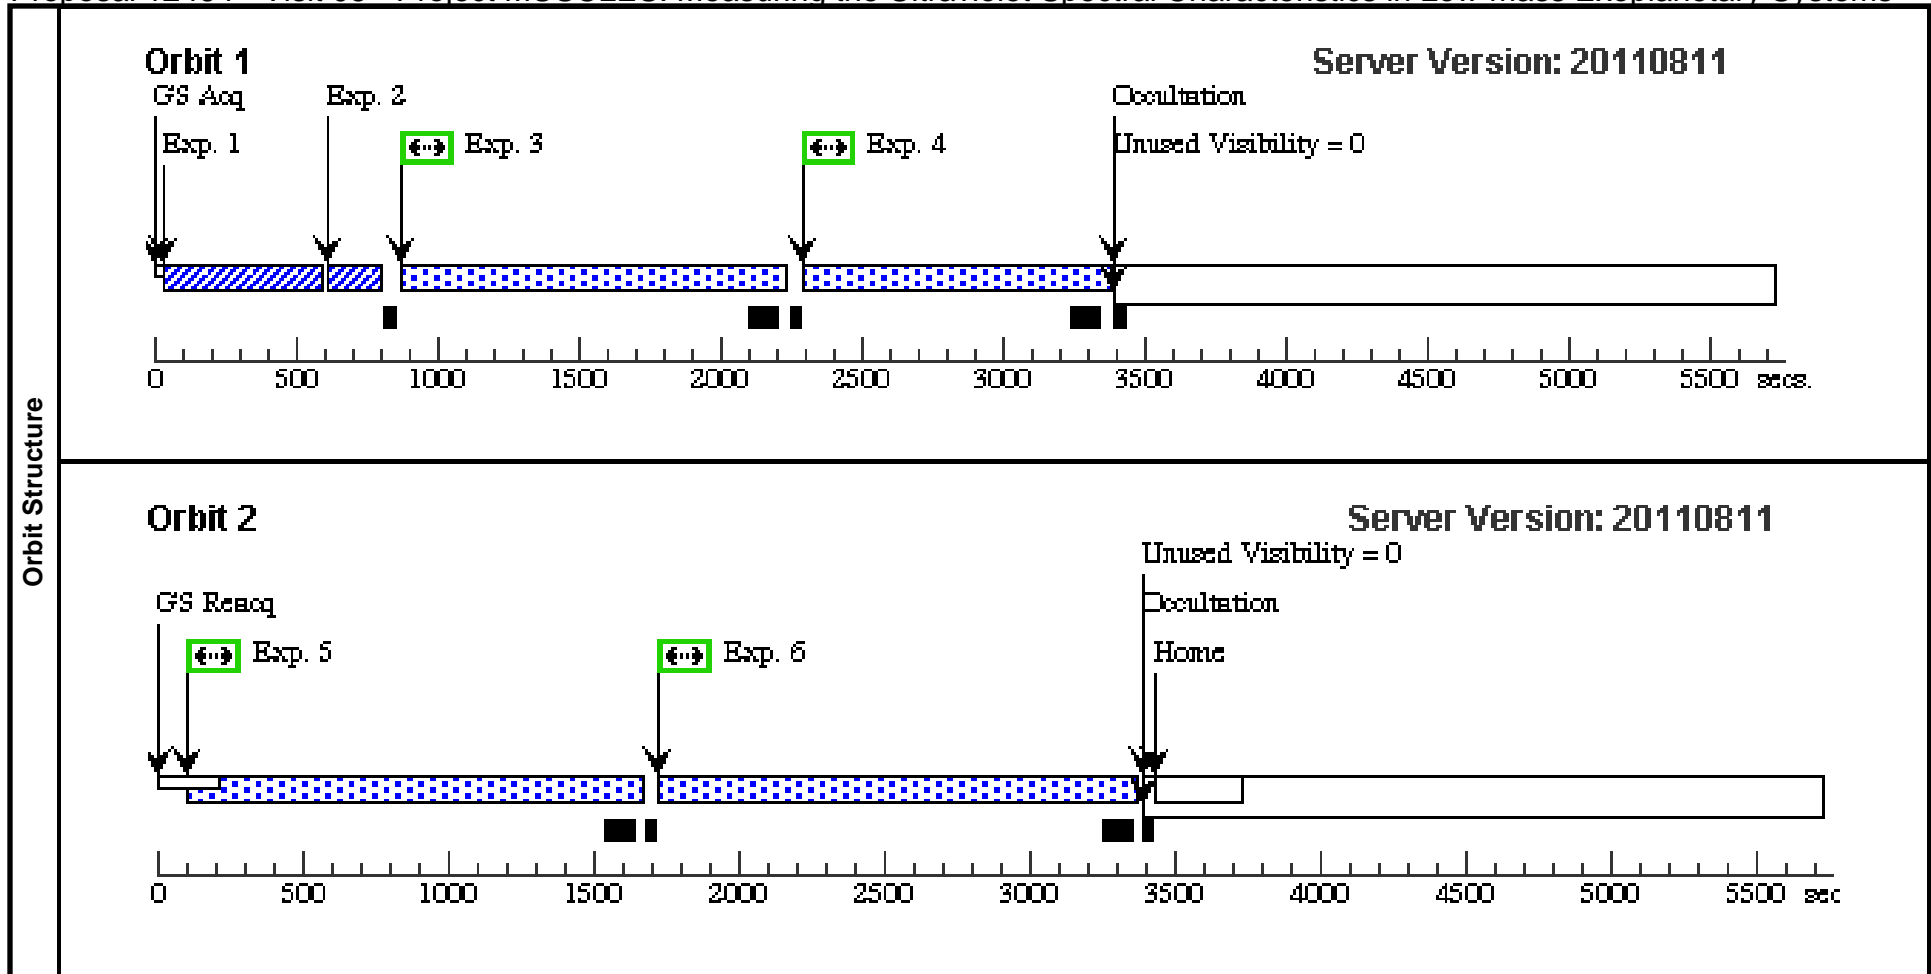 Orbit Structure
Orbit 1
Server Version: 20110811
GS Acq
Exp. 2
Occultation
Exp. 1
Exp. 3
Exp. 4
Unused Visibility = 0
0 500 1000 1500 2000 2500 3000 3500 4000 4500 5000 5500 secs.
Orbit 2
Server Version: 20110811
Unused Visibility = 0
GS Reacq
Occultation
Exp. 5
Exp. 6
Home
0 500 1000 1500 2000 2500 3000 3500 4000 4500 5000 5500 sec